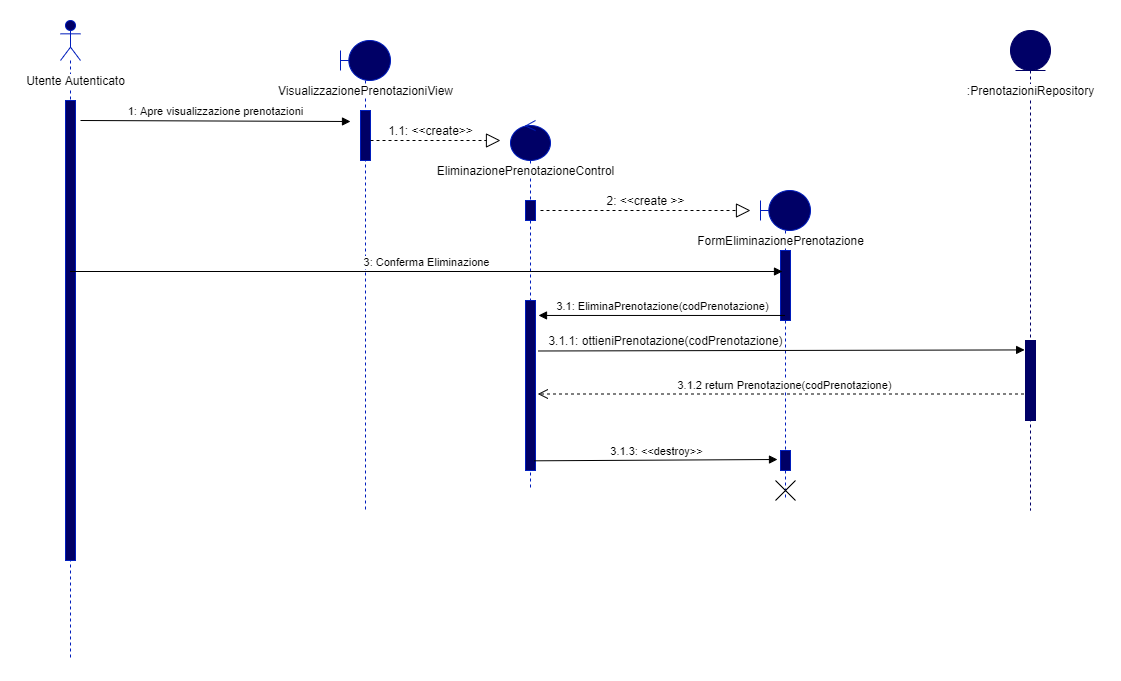 Utente Autenticato
VisualizzazionePrenotazioniView
:PrenotazioniRepository
1: Apre visualizzazione prenotazioni
1.1: <<create>>
EliminazionePrenotazioneControl
2: <<create >>
FormEliminazionePrenotazione
3: Conferma Eliminazione
3.1: EliminaPrenotazione(codPrenotazione)
3.1.1: ottieniPrenotazione(codPrenotazione)
3.1.2 return Prenotazione(codPrenotazione)
3.1.3: <<destroy>>